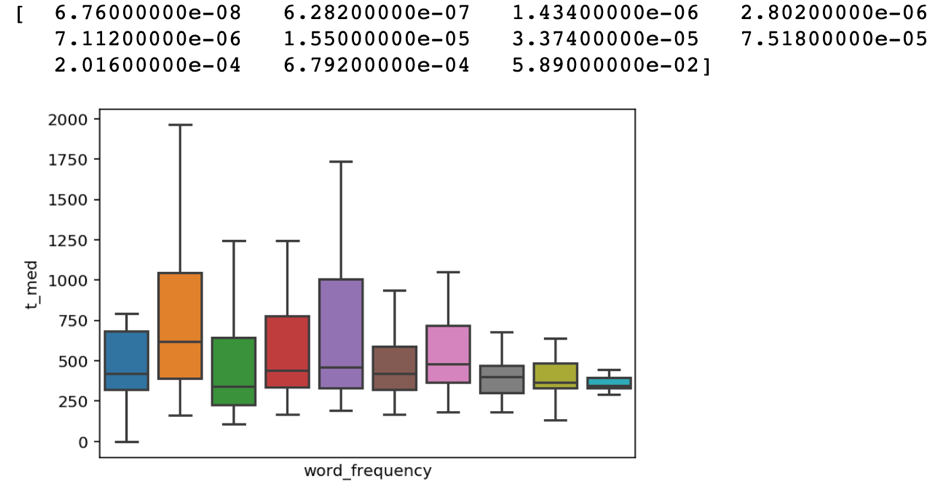 [ 6.76000000e-08 6.28200000e-07 1.43400000e-06 2.80200000e-06
7.11200000e-06 1.55000000e-05 3.37400000e-05 7.51800000e-05
2.01600000e-04 6.79200000e-04 5.89000000e-02]
2000
1750
1500
1250
1000
750
500
250
0
t_med
word_frequency